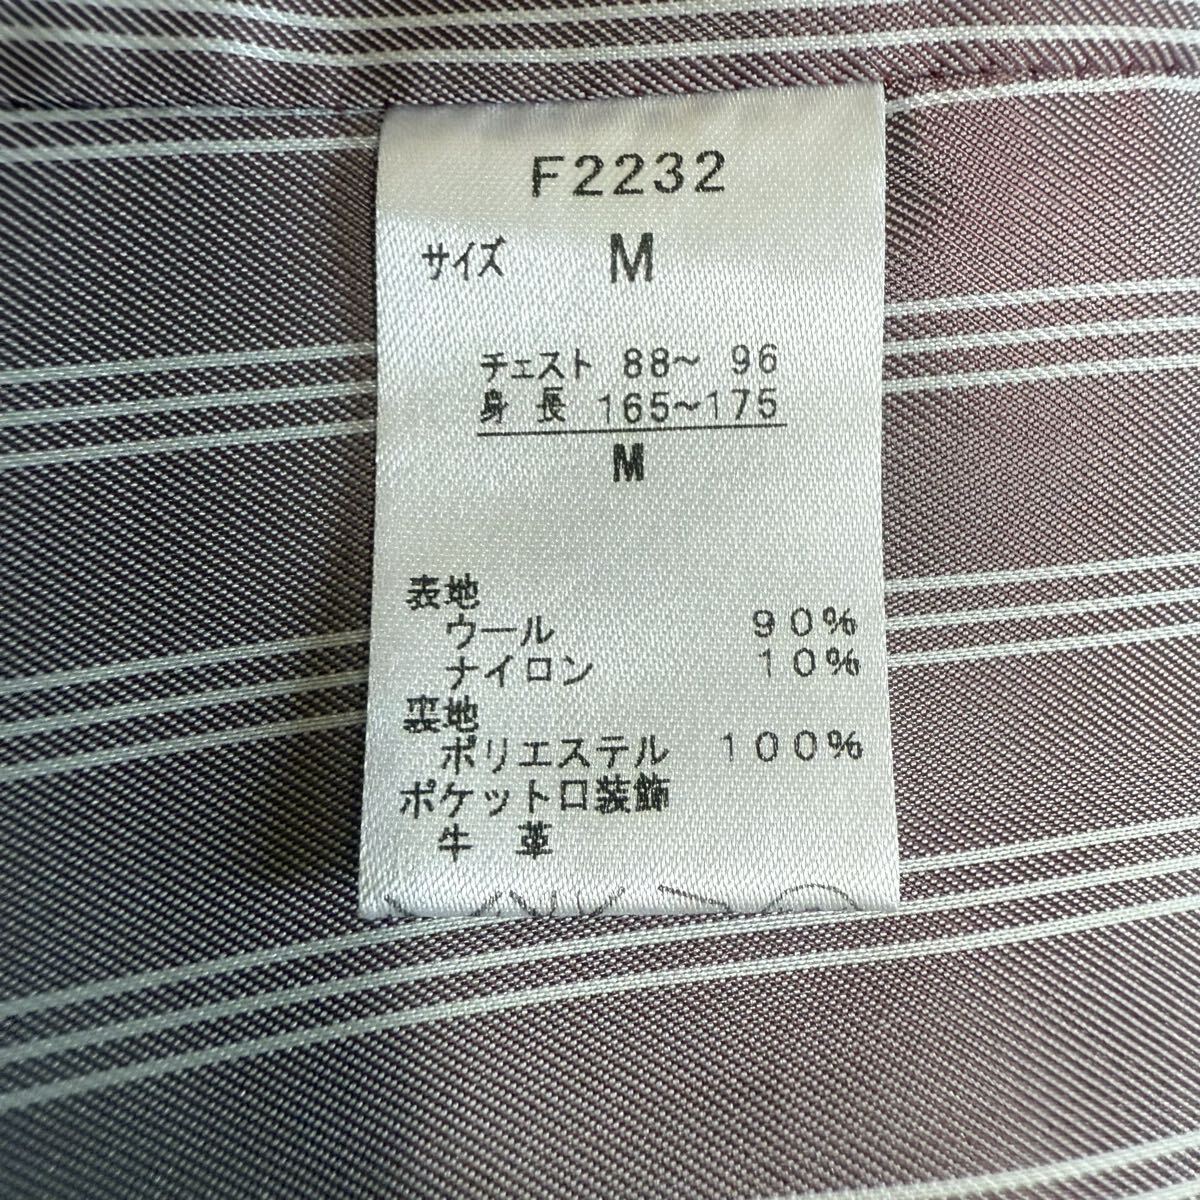 F2232
サイズ M
チェスト 88～ 96
身長 165～175
M
表地
ウール 90%
ナイロン 10%
裏地
ポリエステル 100%
ポケット口装飾
牛革